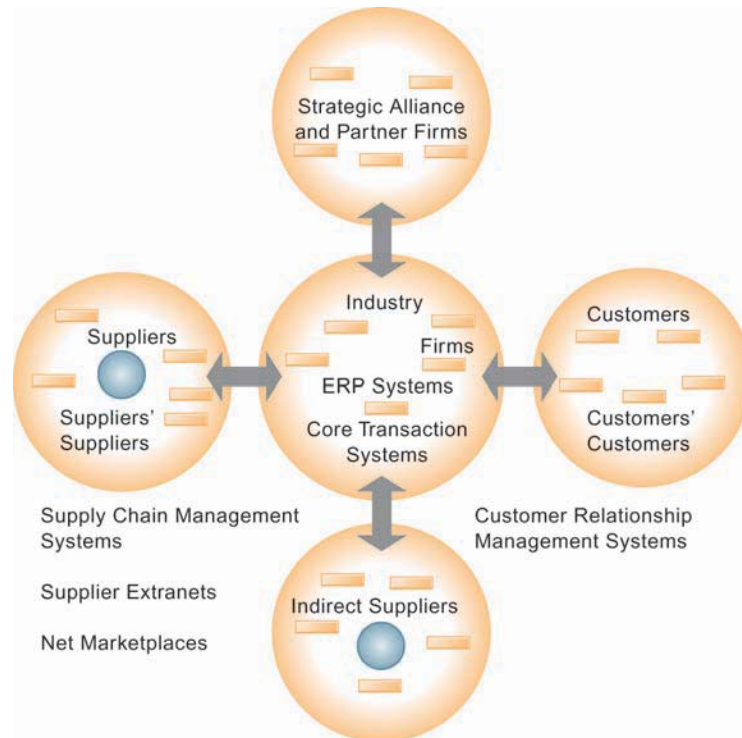 Strategic Alliance
and Partner Firms
Industry
Firms
ERP Systems
Core Transaction
Systems
Suppliers
Suppliers'
Suppliers
Customers
Customers'
Customers
Supply Chain Management
Systems
Supplier Extranets
Net Marketplaces
Customer Relationship
Management Systems
Indirect Suppliers